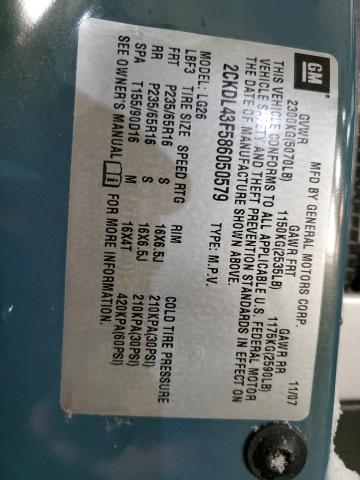 GM
MFD BY GENERAL MOTORS CORP. 11/07
GVWR GAWR FRT GAWR RR
2300KG(5070LB) 1150KG(2535LB) 1175KG(2590LB)
THIS VEHICLE CONFORMS TO ALL APPLICABLE U.S. FEDERAL MOTOR
VEHICLE SAFETY AND THEFT PREVENTION STANDARDS IN EFFECT ON
THE DATE OF MANUFACTURE SHOWN ABOVE.
2CKDL43F586050579 TYPE: M.P.V.
MODEL: LG26
LBF3 TIRE SIZE SPEED RTG RIM COLD TIRE PRESSURE
FRT P235/65R16 S 16X6.5J 210KPA(30PSI)
RR P235/65R16 S 16X6.5J 210KPA(30PSI)
SPA T155/90D16 M 16X4T 420KPA(60PSI)
SEE OWNER'S MANUAL FOR MORE INFORMATION.